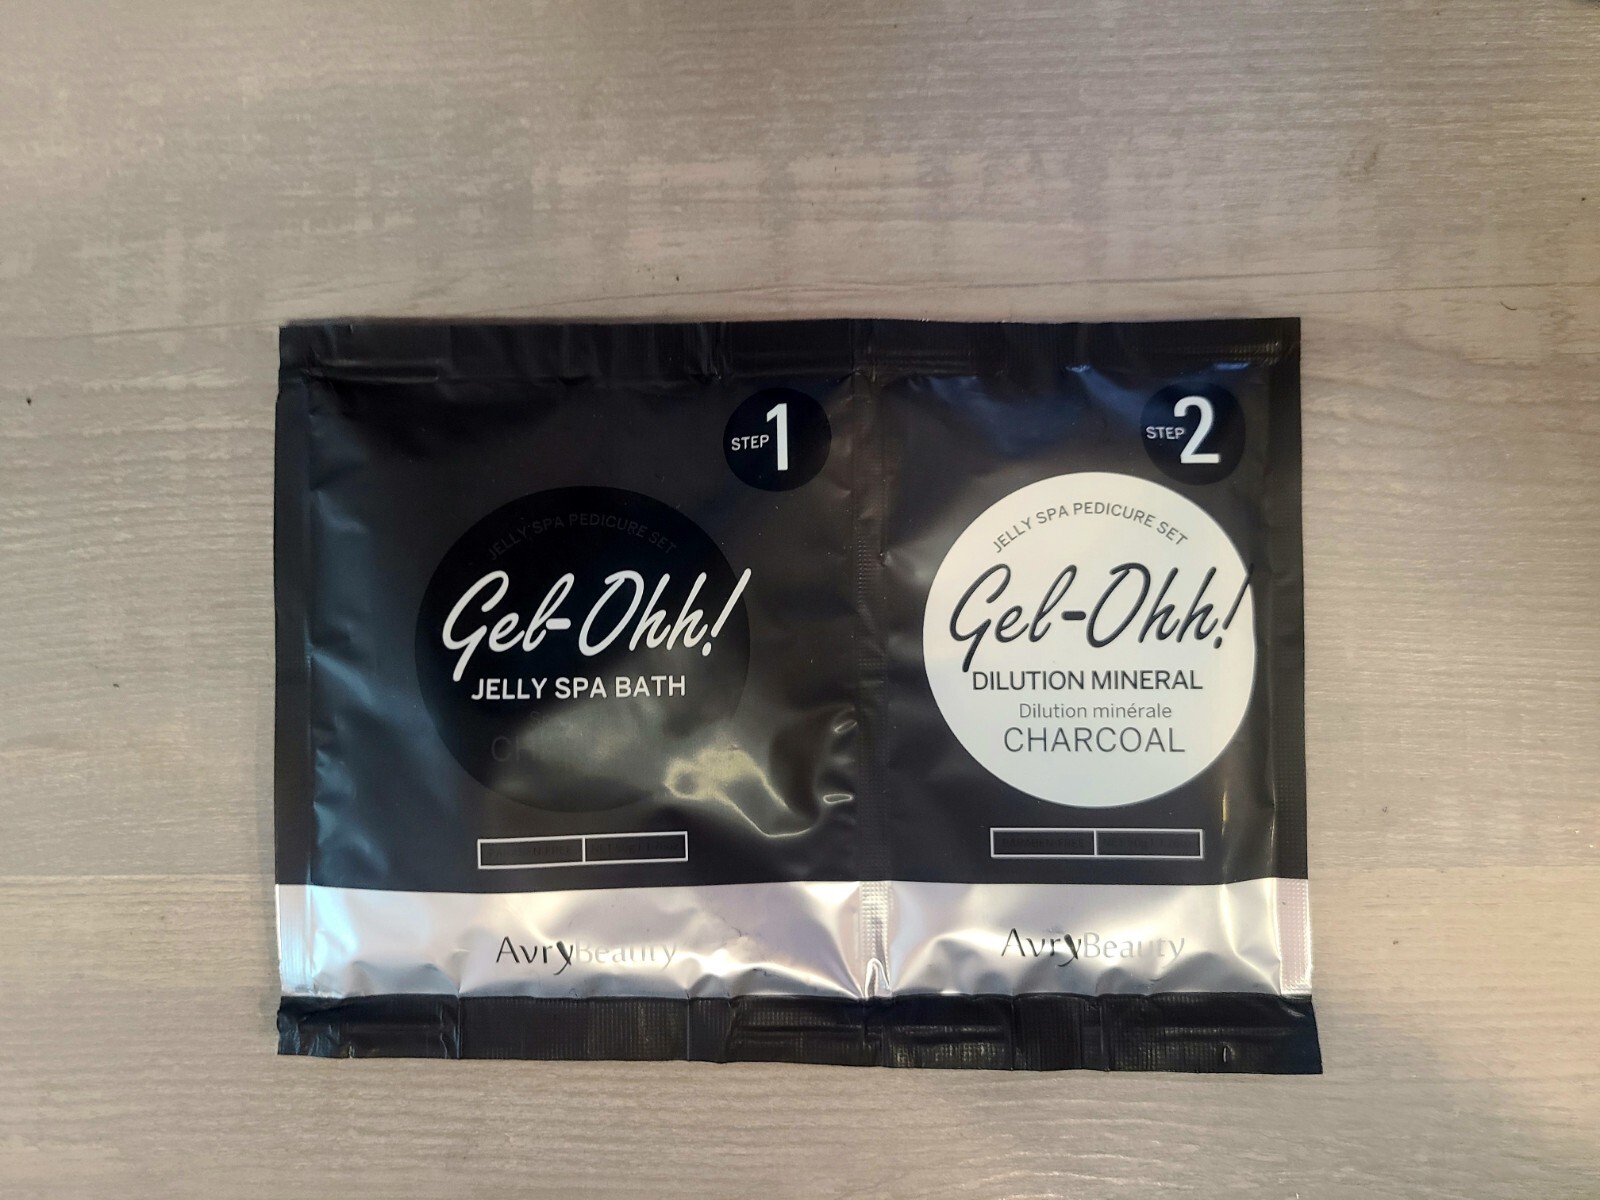 STEP 1
JELLY SPA PEDICURE SET
Gel-Ohh!
JELLY SPA BATH
AvryBeauty
STEP 2
JELLY SPA PEDICURE SET
Gel-Ohh!
DILUTION MINERAL
Dilution minérale
CHARCOAL
AvryBeauty